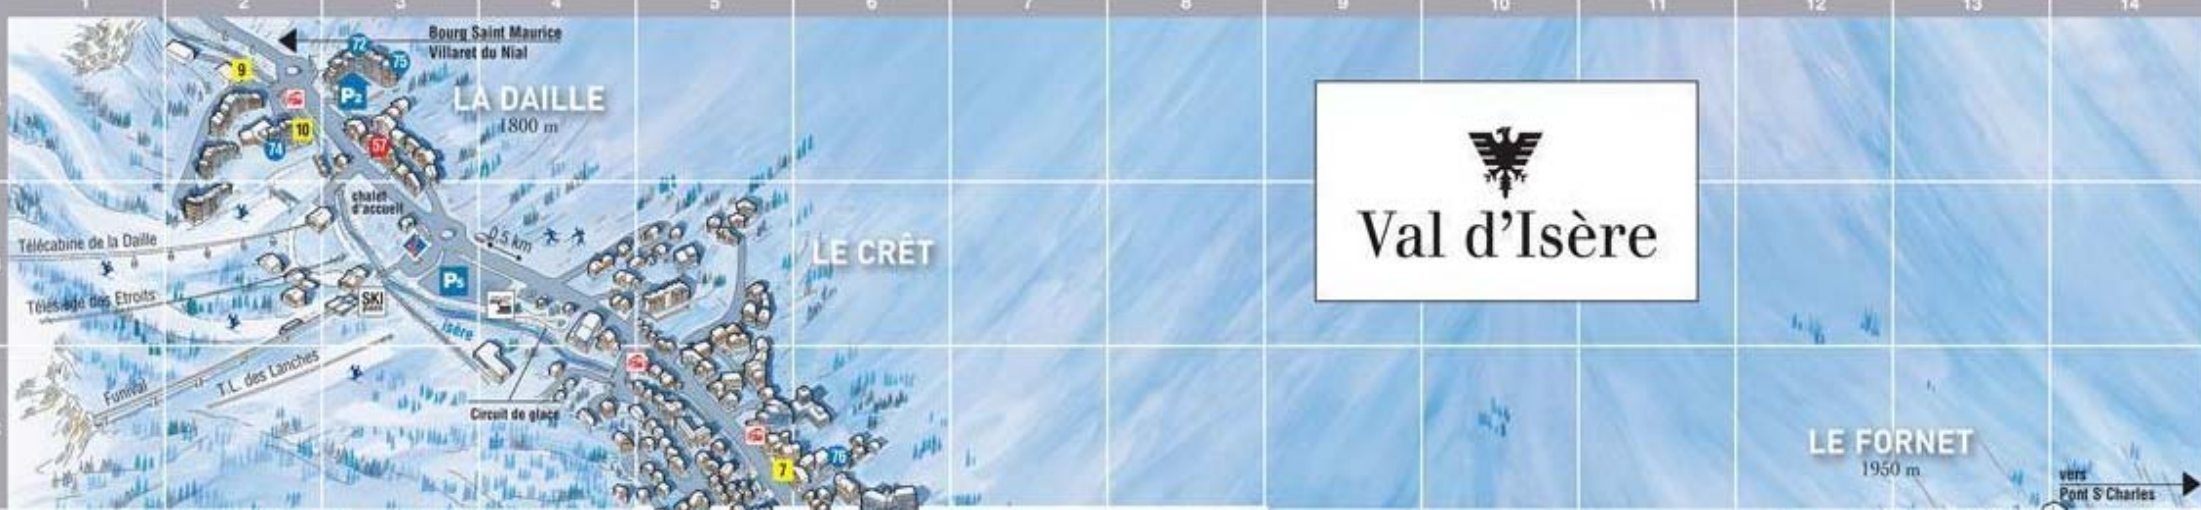 1 2 3 4 5 6 7 8 9 10 11 12 13 14
Bourg Saint Maurice
Villaret du Nial
72
75
9
P2
LA DAILLE
1800 m
10
74
57
chalet
d'accueil
Télécabine de la Daille
0.5 km
LE CRÊT
Val d'Isère
P5
Télésiège des Etroits
SKI
Isère
Funival
T.L. des Lanches
Circuit de glace
7
76
LE FORNET
1950 m
vers
Pont S Charles